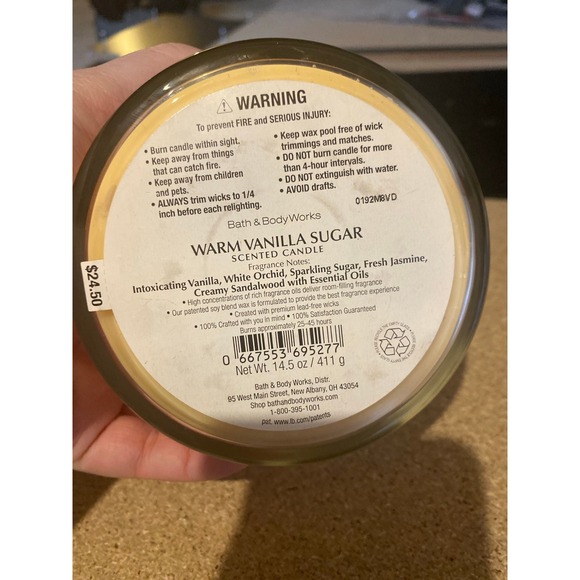 ⚠ WARNING
To prevent FIRE and SERIOUS INJURY:
• Burn candle within sight.
• Keep away from things
that can catch fire.
• Keep away from children
and pets.
• ALWAYS trim wicks to 1/4
inch before each relighting.
• Keep wax pool free of wick
trimmings and matches.
• DO NOT burn candle for more
than 4-hour intervals.
• DO NOT extinguish with water.
• AVOID drafts.
0192M8VD
Bath & Body Works
WARM VANILLA SUGAR
SCENTED CANDLE
Fragrance Notes:
Intoxicating Vanilla, White Orchid, Sparkling Sugar, Fresh Jasmine,
Creamy Sandalwood with Essential Oils
• High concentrations of rich fragrance oils deliver room-filling fragrance
• Our patented soy blend wax is formulated to provide the best fragrance experience
• Created with premium lead-free wicks
• 100% Crafted with you in mind • 100% Satisfaction Guaranteed
Burns approximately 25-45 hours
0 667553 695277
Net Wt. 14.5 oz / 411 g
Bath & Body Works, Distr.
95 West Main Street, New Albany, OH 43054
Shop bathandbodyworks.com
1-800-395-1001
pat. www.lb.com/patents
$24.50